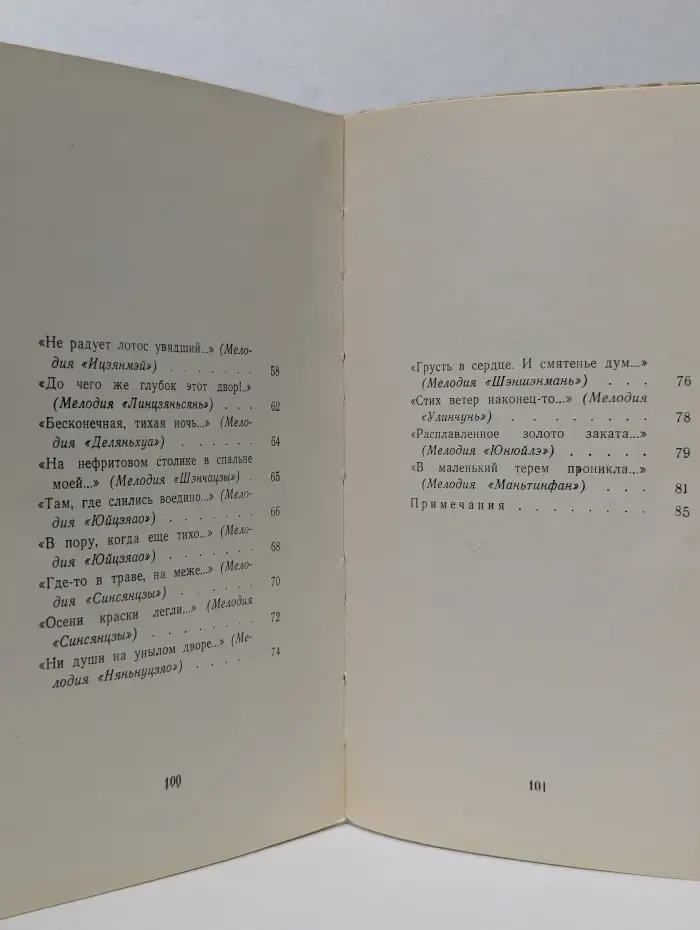 «Не радует лотос увядший...» (Мело-
дия «Ицзянмэй») . . . . . . . 58
«До чего же глубок этот двор!..»
(Мелодия «Линцзяньсянь») . . . 62
«Бесконечная, тихая ночь...» (Мело-
дия «Деляньхуа») . . . . . . 64
«На нефритовом столике в спальне
моей...» (Мелодия «Шэнчацзы») . . 65
«Там, где слились воедино...» (Мело-
дия «Юйцзяао») . . . . . . . 66
«В пору, когда еще тихо...» (Мело-
дия «Юйцзяао») . . . . . . . 68
«Где-то в траве, на меже...» (Мело-
дия «Синсянцзы») . . . . . . 70
«Осени краски легли...» (Мелодия
«Синсянцзы») . . . . . . . . 72
«Ни души на унылом дворе...» (Ме-
лодия «Няньнуцзяо») . . . . . 74
100
«Грусть в сердце. И смятенье дум...»
(Мелодия «Шэншэнмань») . . . 76
«Стих ветер наконец-то...» (Мелодия
«Улинчунь») . . . . . . . . 78
«Расплавленное золото заката...»
(Мелодия «Юнюйлэ») . . . . . 79
«В маленький терем проникла...»
(Мелодия «Маньтинфан») . . . 81
Примечания . . . . . . . . 85
101